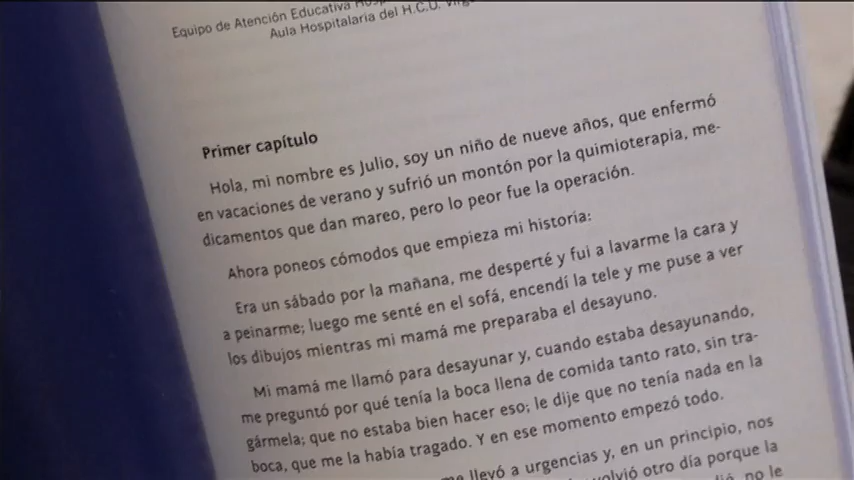 Equipo de Atención Educativa
Aula Hospitalaria del H.C.U.
Primer capítulo
Hola, mi nombre es Julio, soy un niño de nueve años, que enfermó
en vacaciones de verano y sufrió un montón por la quimioterapia, me-
dicamentos que dan mareo, pero lo peor fue la operación.
Ahora poneos cómodos que empieza mi historia:
Era un sábado por la mañana, me desperté y fui a lavarme la cara y
a peinarme; luego me senté en el sofá, encendí la tele y me puse a ver
los dibujos mientras mi mamá me preparaba el desayuno.
Mi mamá me llamó para desayunar y, cuando estaba desayunando,
me preguntó por qué tenía la boca llena de comida tanto rato, sin tra-
gármela; que no estaba bien hacer eso; le dije que no tenía nada en la
boca, que me la había tragado. Y en ese momento empezó todo.
me llevó a urgencias y, en un principio, nos
volvió otro día porque la
no le